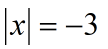 |x| = −3